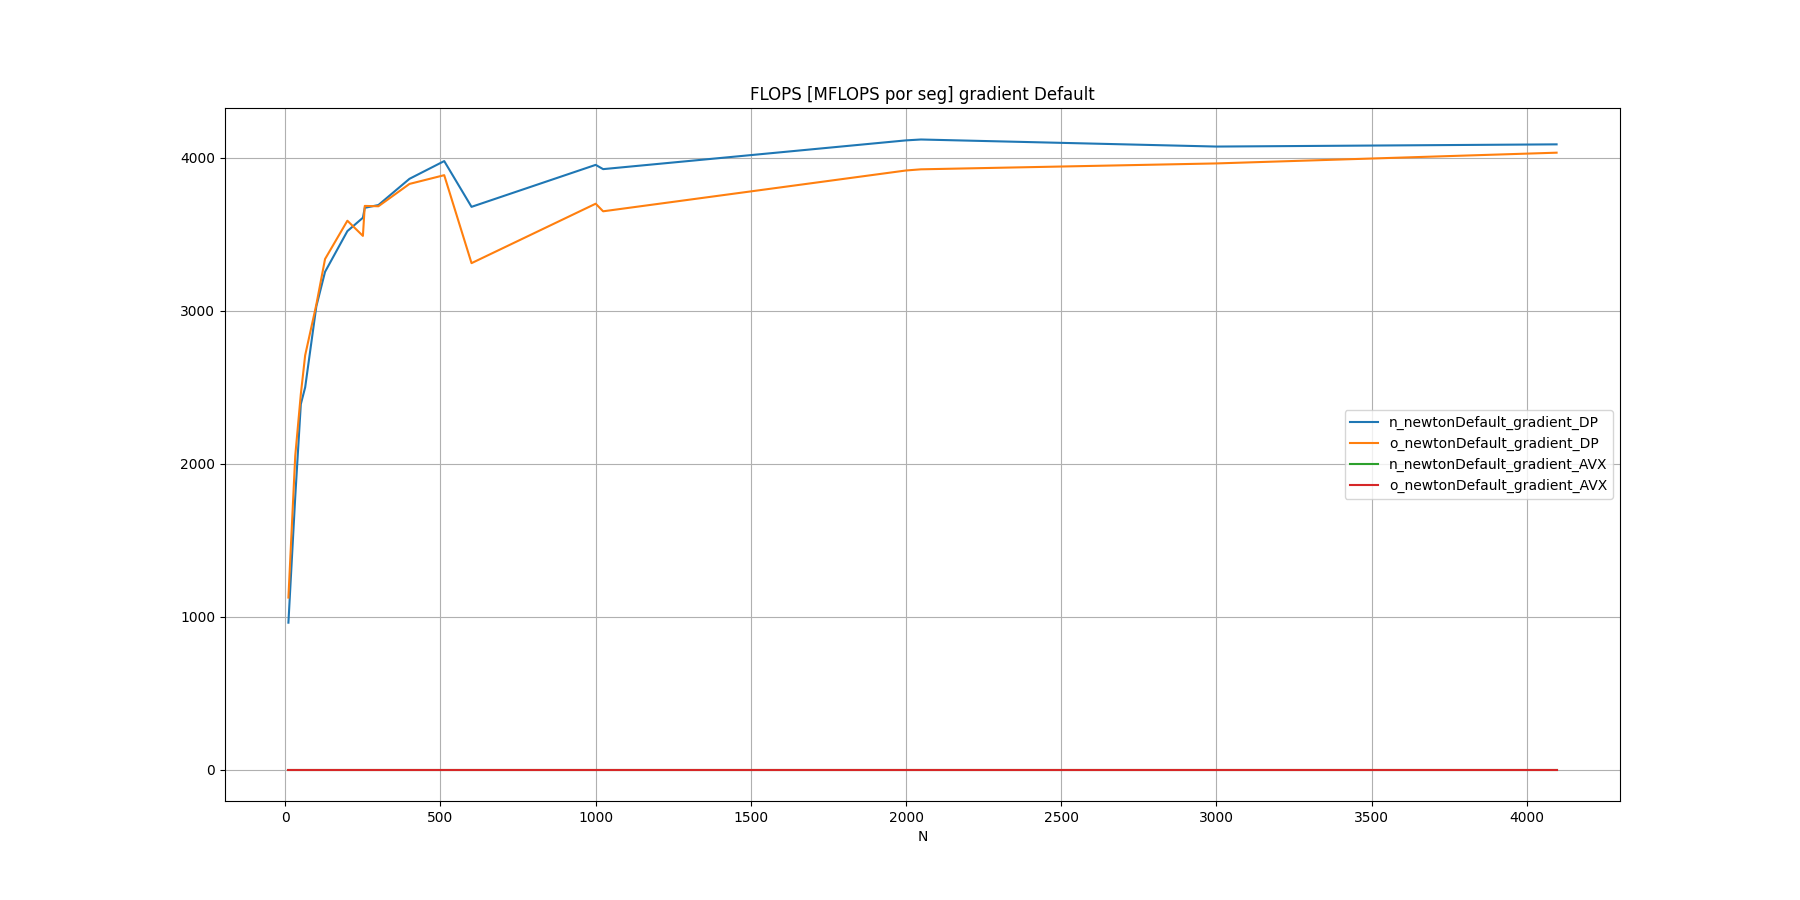 FLOPS [MFLOPS por seg] gradient Default
4000
3000
2000
1000
0
n_newtonDefault_gradient_DP
o_newtonDefault_gradient_DP
n_newtonDefault_gradient_AVX
o_newtonDefault_gradient_AVX
0 500 1000 1500 2000 2500 3000 3500 4000
N